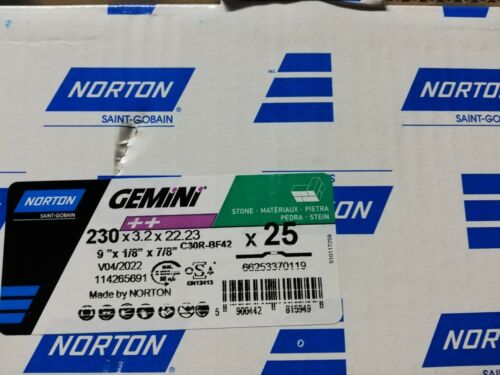 NORTON
SAINT-GOBAIN
NORTON
SAINT-GOBAIN
NORTON
SAINT-GOBAIN
GEMINI
++
STONE - MATÉRIAUX - PIETRA
PEDRA - STEIN
230 x 3.2 x 22.23
9 "x 1/8" x 7/8" C30R-BF42
x 25
V04/2022
114265691
EN12413
66253370119
Made by NORTON
5 900442 815949
510117258
NORTON
NORTON